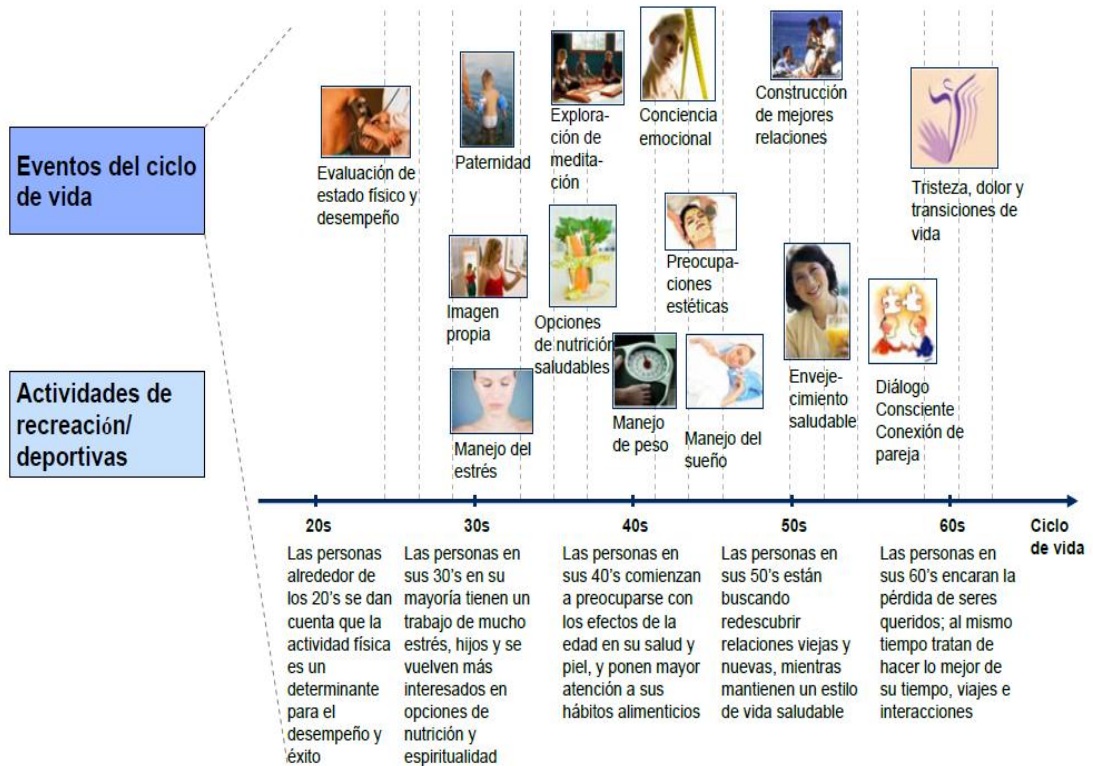 Eventos del ciclo
de vida
Actividades de
recreación/
deportivas
Evaluación de
estado físico y
desempeño
Paternidad
Exploración de
medita-
ción
Conciencia
emocional
Construcción
de mejores
relaciones
Tristeza, dolor y
transiciones de
vida
Imagen
propia
Opciones
de nutrición
saludables
Preocupa-
ciones
estéticas
Manejo del
estrés
Manejo
de peso
Manejo del
sueño
Enveje-
cimiento
saludable
Diálogo
Consciente
Conexión de
pareja
20s
30s
40s
50s
60s
Ciclo
de vida
Las personas
alrededor de
los 20's se dan
cuenta que la
actividad física
es un
determinante
para el
desempeño y
éxito
Las personas en
sus 30's en su
mayoría tienen un
trabajo de mucho
estrés, hijos y se
vuelven más
interesados en
opciones de
nutrición y
espiritualidad
Las personas en
sus 40's comienzan
a preocuparse con
los efectos de la
edad en su salud y
piel, y ponen mayor
atención a sus
hábitos alimenticios
Las personas en
sus 50's están
buscando
redescubrir
relaciones viejas y
nuevas, mientras
mantienen un estilo
de vida saludable
Las personas en
sus 60's encaran la
pérdida de seres
queridos; al mismo
tiempo tratan de
hacer lo mejor de
su tiempo, viajes e
interacciones